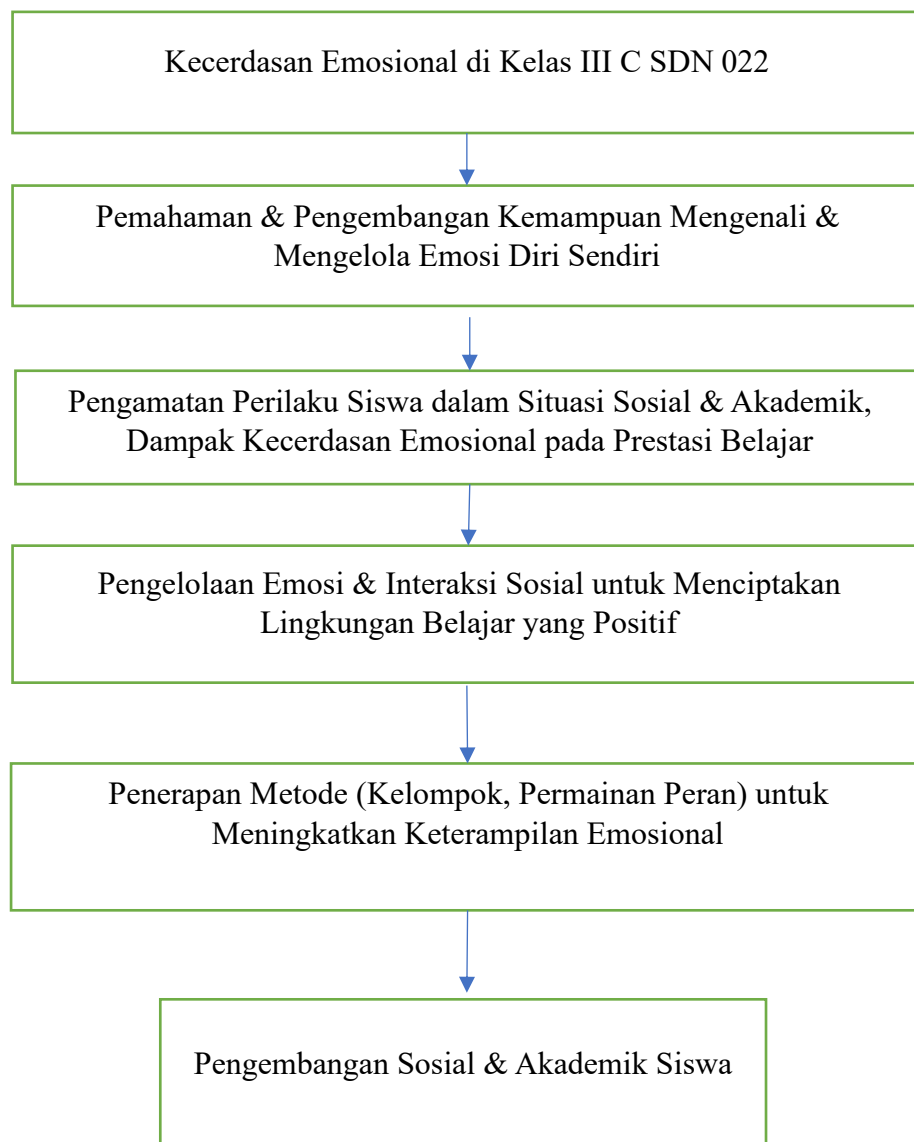 Kecerdasan Emosional di Kelas III C SDN 022
Pemahaman & Pengembangan Kemampuan Mengenali &
Mengelola Emosi Diri Sendiri
Pengamatan Perilaku Siswa dalam Situasi Sosial & Akademik,
Dampak Kecerdasan Emosional pada Prestasi Belajar
Pengelolaan Emosi & Interaksi Sosial untuk Menciptakan
Lingkungan Belajar yang Positif
Penerapan Metode (Kelompok, Permainan Peran) untuk
Meningkatkan Keterampilan Emosional
Pengembangan Sosial & Akademik Siswa